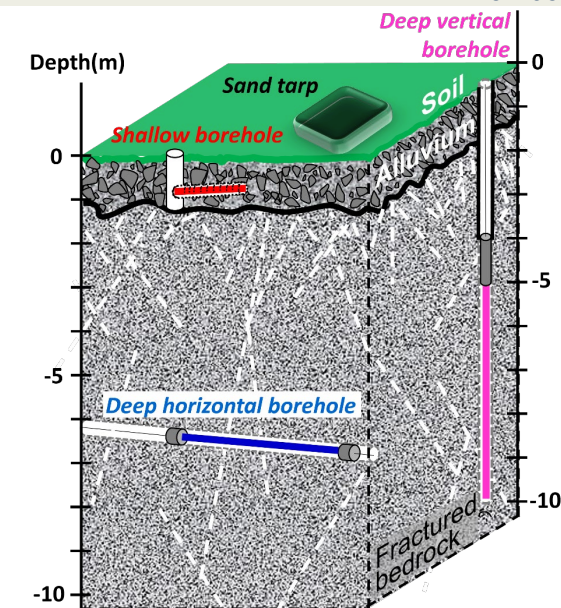 Deep vertical
borehole
Depth(m)
0
Sand tarp
Soil
Shallow borehole
Alluvium
0
-5
-5
Deep horizontal borehole
-10
Fractured
bedrock
-10